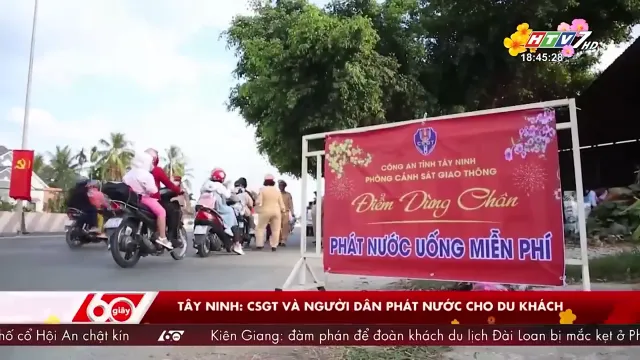 HTV7 HD
18:45:28
CÔNG AN TỈNH TÂY NINH
PHÒNG CẢNH SÁT GIAO THÔNG
Điểm Dừng Chân
PHÁT NƯỚC UỐNG MIỄN PHÍ
60 giây
TÂY NINH: CSGT VÀ NGƯỜI DÂN PHÁT NƯỚC CHO DU KHÁCH
hố cổ Hội An chật kín 60 giây Kiên Giang: đàm phán để đoàn khách du lịch Đài Loan bị mắc kẹt ở P